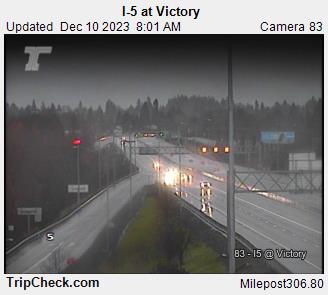 I-5 at Victory
Updated Dec 10 2023 8:01 AM Camera 83
T
5
83 - I5 @ Victory
TripCheck.com Milepost306.80